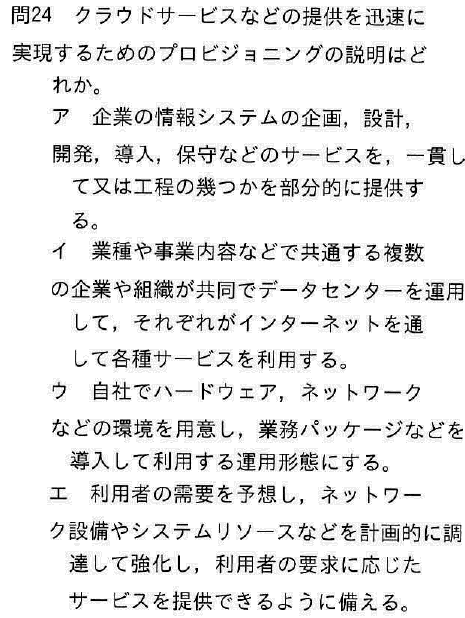 問24　クラウドサービスなどの提供を迅速に
実現するためのプロビジョニングの説明はど
れか。
ア　企業の情報システムの企画，設計，
開発，導入，保守などのサービスを，一貫し
て又は工程の幾つかを部分的に提供す
る。
イ　業種や事業内容などで共通する複数
の企業や組織が共同でデータセンターを運用
して，それぞれがインターネットを通
して各種サービスを利用する。
ウ　自社でハードウェア，ネットワーク
などの環境を用意し，業務パッケージなどを
導入して利用する運用形態にする。
エ　利用者の需要を予想し，ネットワー
ク設備やシステムリソースなどを計画的に調
達して強化し，利用者の要求に応じた
サービスを提供できるように備える。